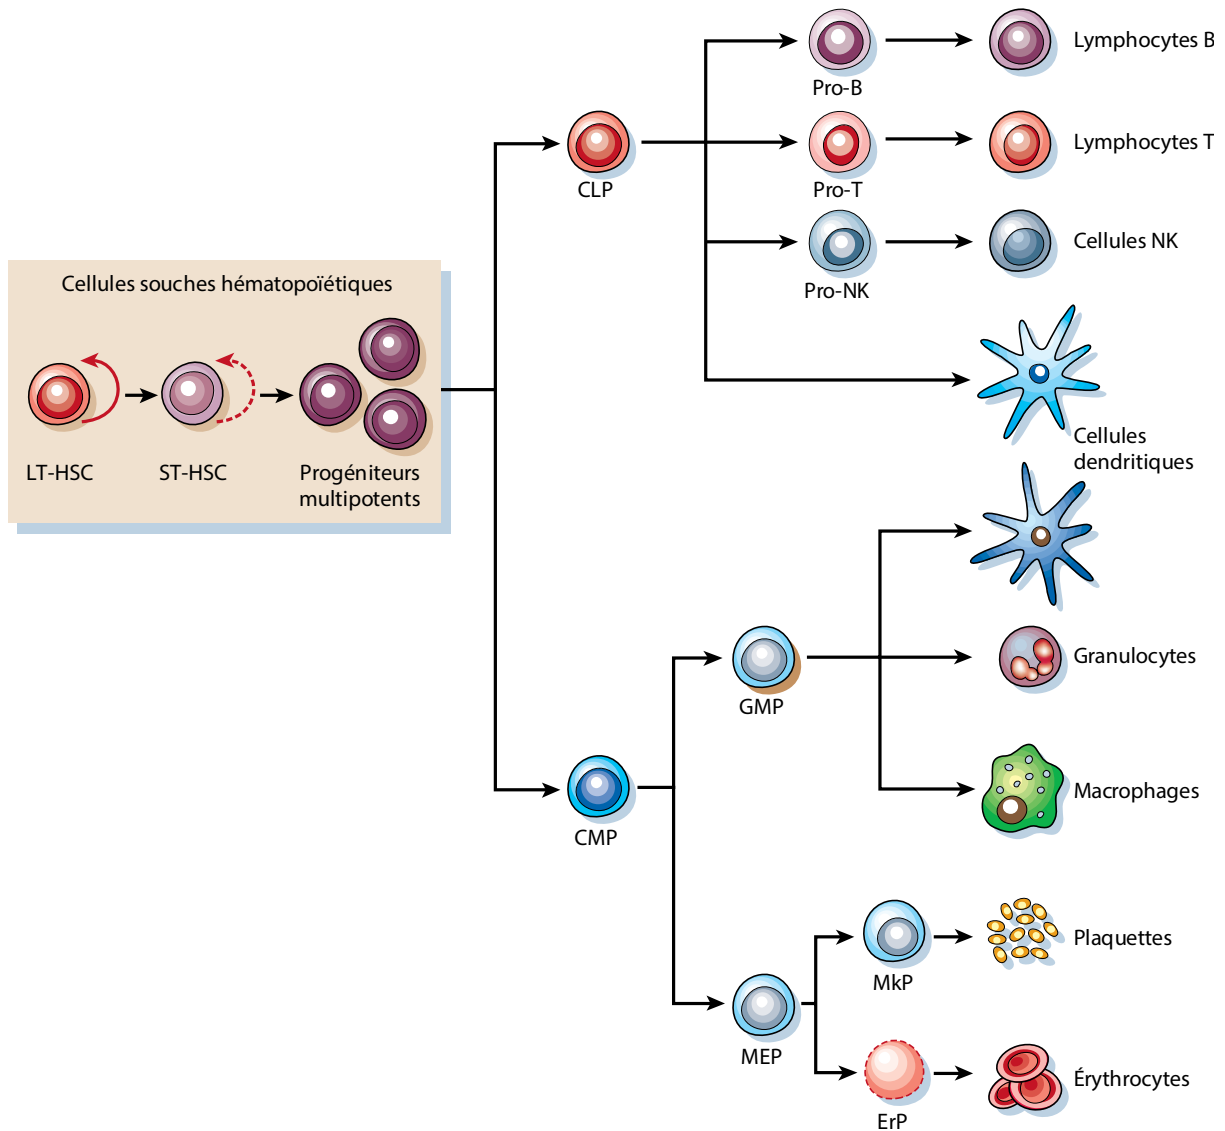 Cellules souches hématopoïétiques
LT-HSC
ST-HSC
Progéniteurs
multipotents
CLP
Pro-B
Lymphocytes B
Pro-T
Lymphocytes T
Pro-NK
Cellules NK
Cellules
dendritiques
CMP
GMP
Granulocytes
Macrophages
MEP
MkP
Plaquettes
ErP
Érythrocytes